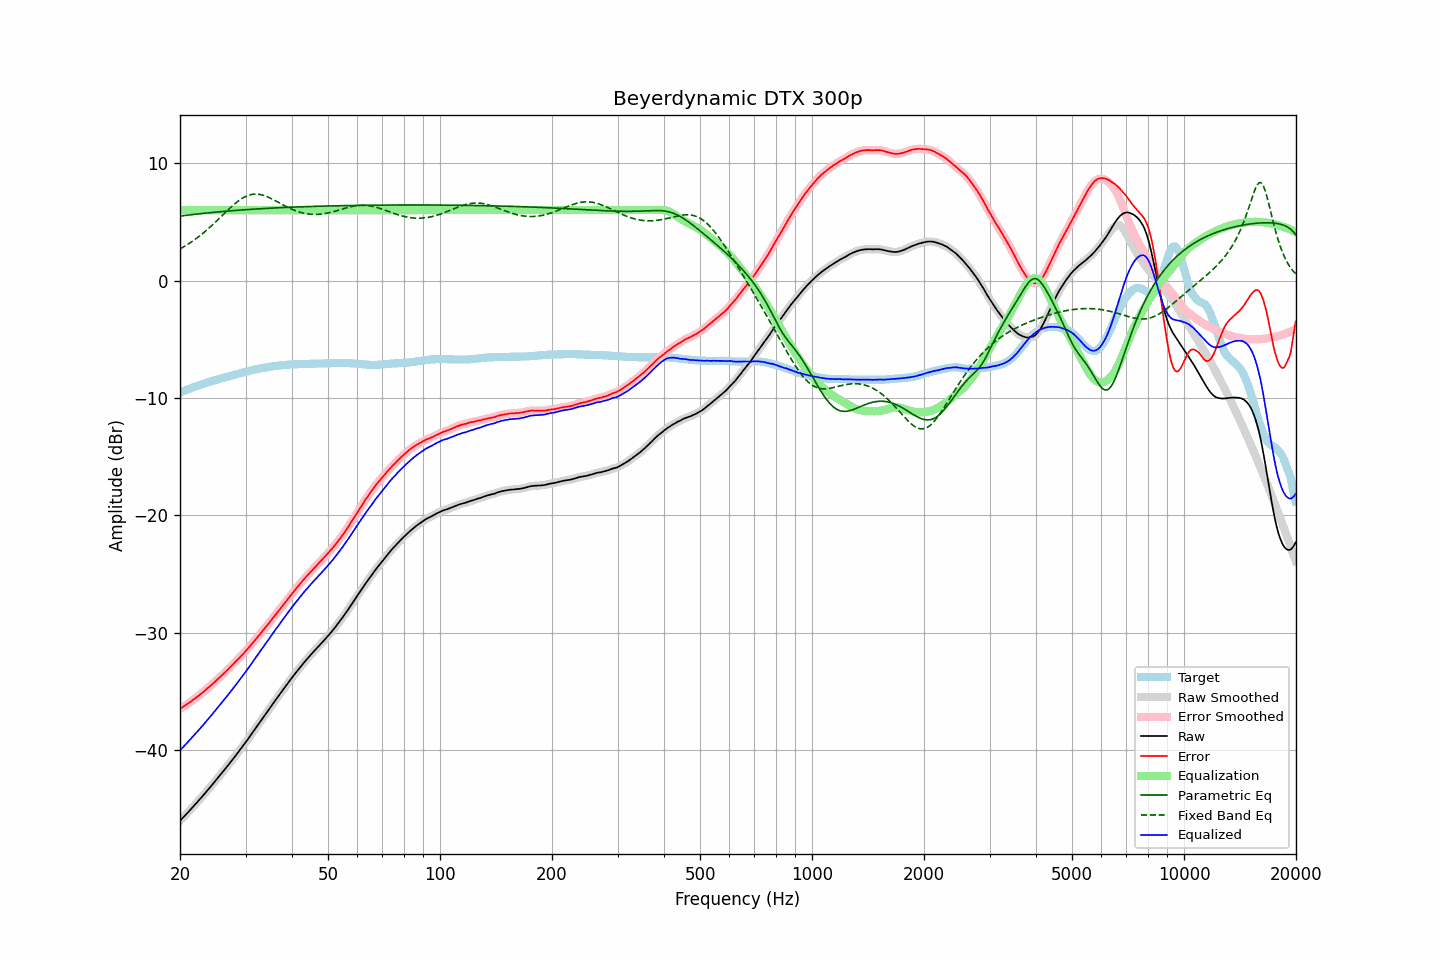 Beyerdynamic DTX 300p
10
0
−10
−20
−30
−40
Amplitude (dBr)
20
50
100
200
500
1000
2000
5000
10000
20000
Frequency (Hz)
Target
Raw Smoothed
Error Smoothed
Raw
Error
Equalization
Parametric Eq
Fixed Band Eq
Equalized